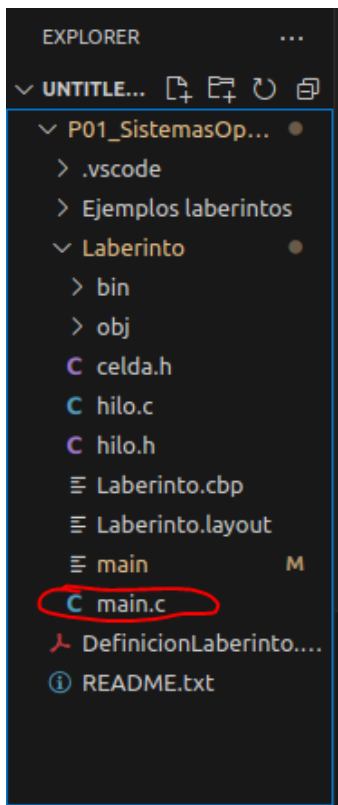 EXPLORER ...
UNTITLE...
P01_SistemasOp...
.vscode
Ejemplos laberintos
Laberinto
bin
obj
C celda.h
C hilo.c
C hilo.h
Laberinto.cbp
Laberinto.layout
main M
C main.c
DefinicionLaberinto....
README.txt